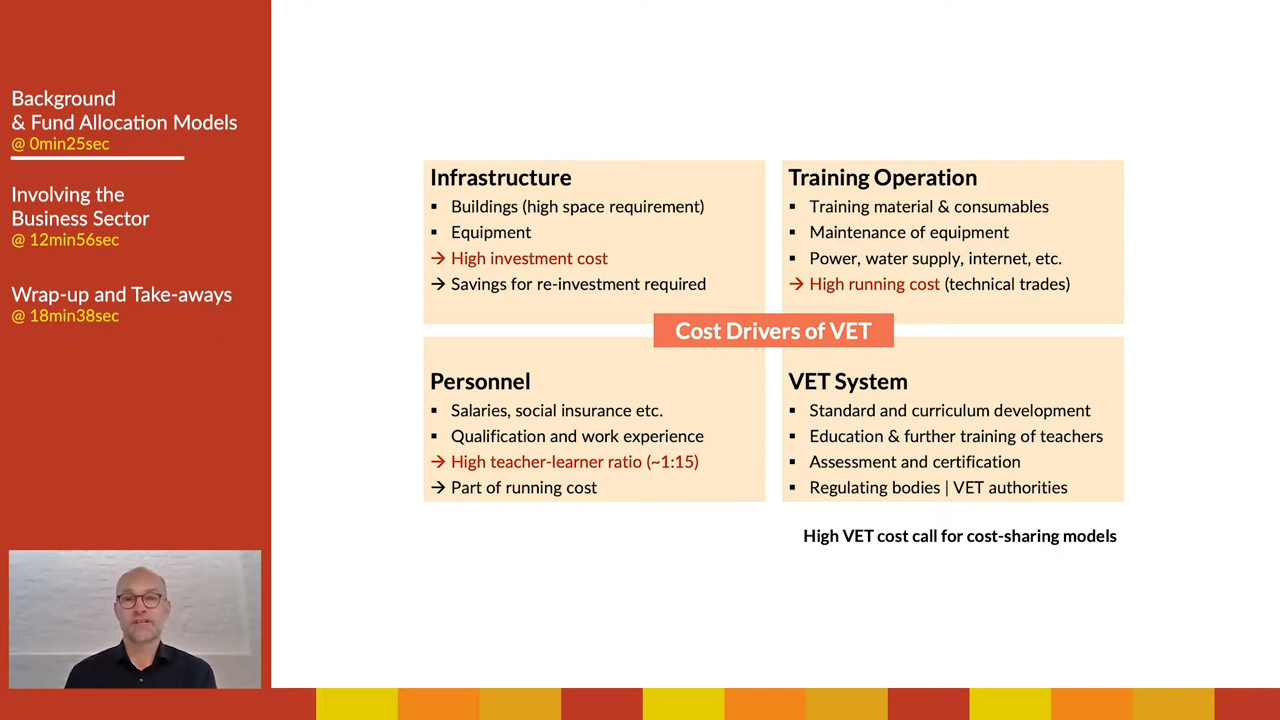 Background
& Fund Allocation Models
@ 0min25sec
Involving the
Business Sector
@ 12min56sec
Wrap-up and Take-aways
@ 18min38sec
Infrastructure
▪ Buildings (high space requirement)
▪ Equipment
→ High investment cost
→ Savings for re-investment required
Training Operation
▪ Training material & consumables
▪ Maintenance of equipment
▪ Power, water supply, internet, etc.
→ High running cost (technical trades)
Cost Drivers of VET
Personnel
▪ Salaries, social insurance etc.
▪ Qualification and work experience
→ High teacher-learner ratio (~1:15)
→ Part of running cost
VET System
▪ Standard and curriculum development
▪ Education & further training of teachers
▪ Assessment and certification
▪ Regulating bodies | VET authorities
High VET cost call for cost-sharing models